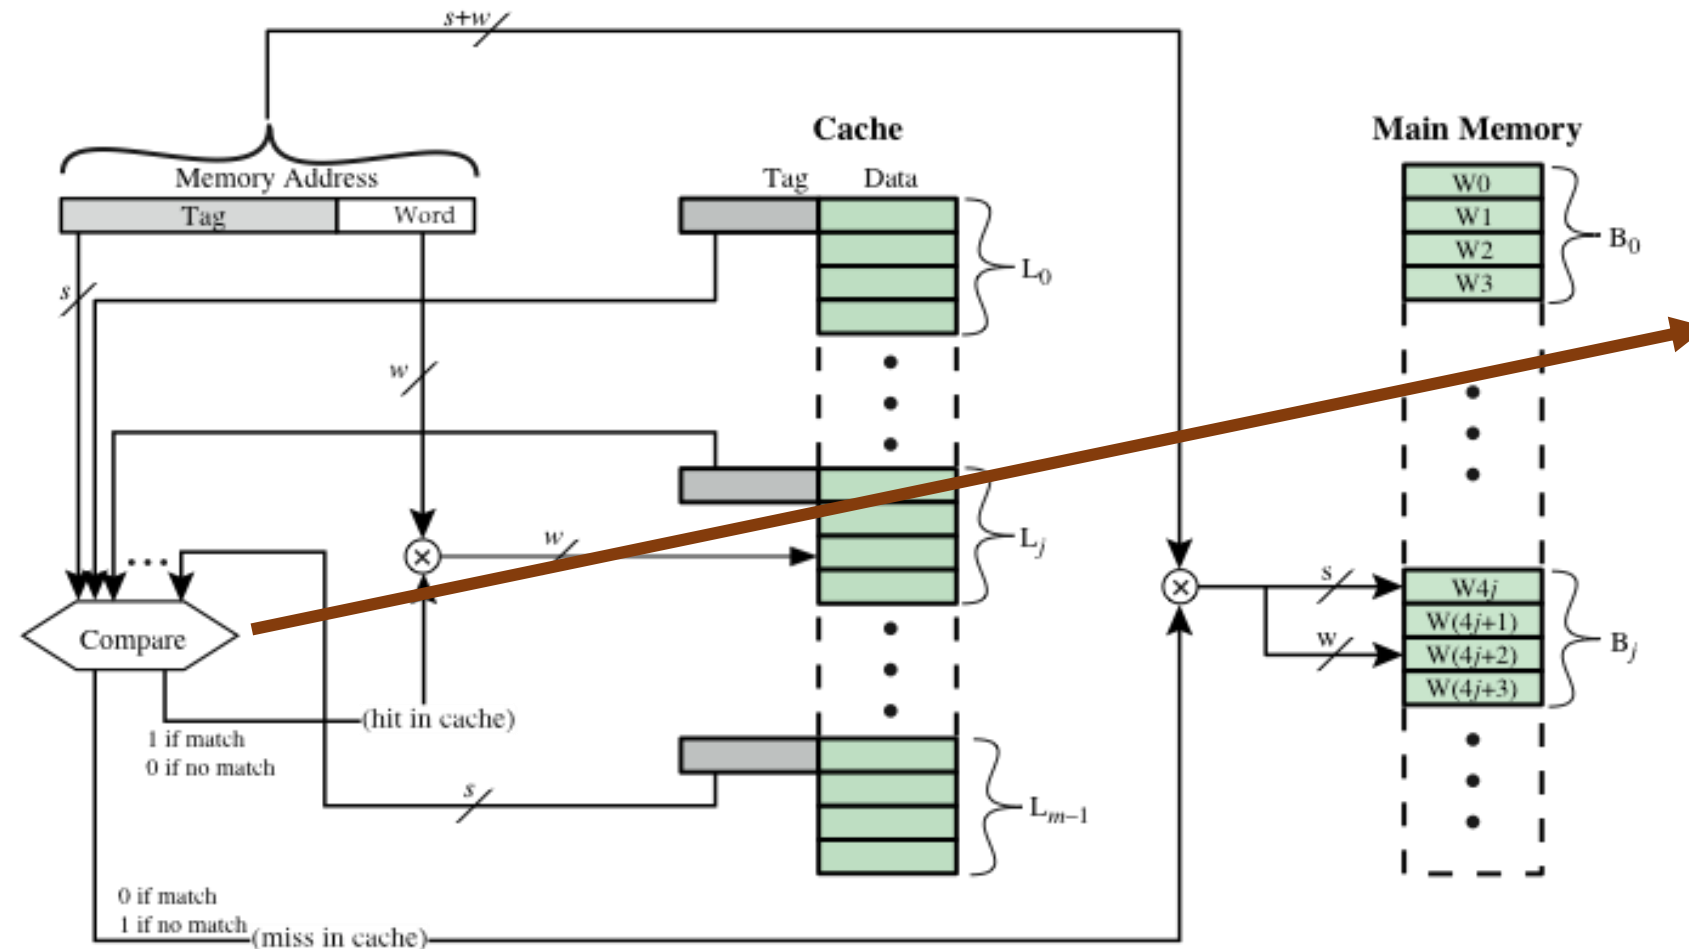 s+w
Cache
Main Memory
Memory Address
Tag Data
Tag Word
W0
W1
W2
W3
B0
L0
s
w
w
Lj
s
w
W4j
W(4j+1)
W(4j+2)
W(4j+3)
Bj
Compare
(hit in cache)
1 if match
0 if no match
s
Lm–1
0 if match
1 if no match
(miss in cache)